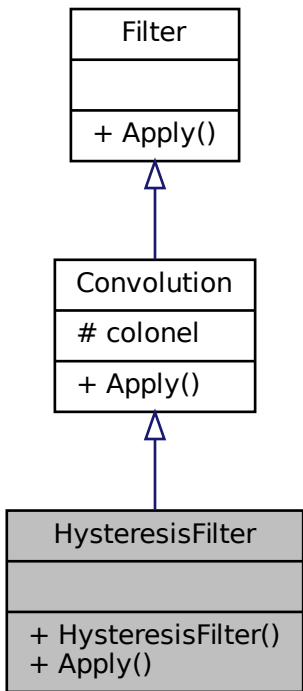 Filter
+ Apply()
Convolution
# colonel
+ Apply()
HysteresisFilter
+ HysteresisFilter()
+ Apply()